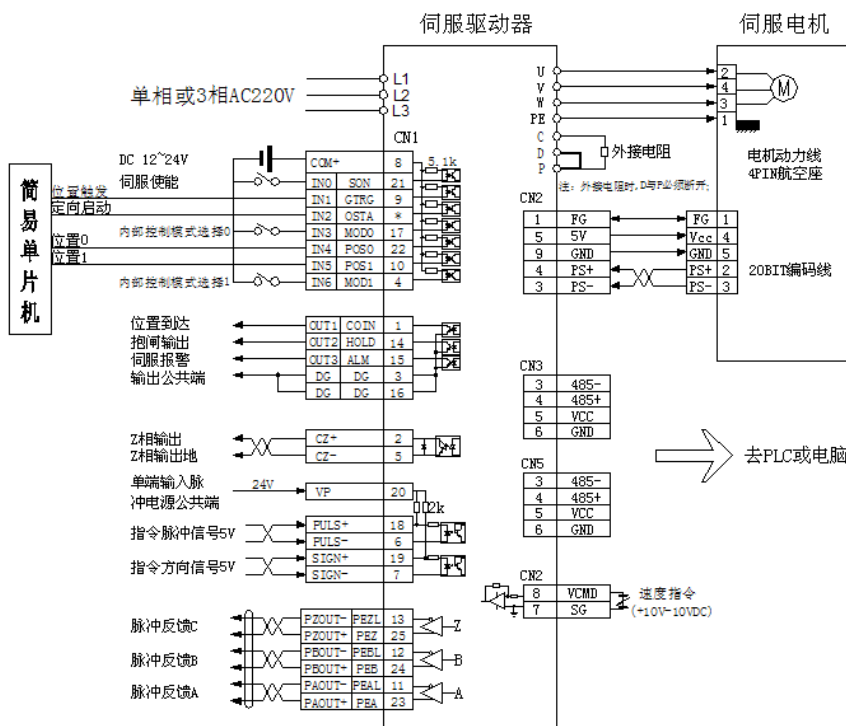 伺服驱动器
伺服电机
单相或3相AC220V
L1
L2
L3
U
V
W
PE
C
D
P
2
4
3
1
M
外接电阻
电机动力线
4PIN航空座
注：外接电阻时,D与P必须断开;
CN1
DC 12~24V
COM+ 8
5.1k
伺服使能
IN0 SON 21
简易单片机
位置触发
IN1 GTRG 9
定向启动
IN2 OSTA *
内部控制模式选择0
IN3 MOD0 17
位置0
IN4 POS0 22
位置1
IN5 POS1 10
内部控制模式选择1
IN6 MOD1 4
CN2
1 FG FG 1
5 5V Vcc 4
9 GND GND 5
4 PS+ PS+ 2
3 PS- PS- 3
20BIT编码线
位置到达
OUT1 COIN 1
抱闸输出
OUT2 HOLD 14
伺服报警
OUT3 ALM 15
输出公共端
DG DG 3
DG DG 16
CN3
3 485-
4 485+
5 VCC
6 GND
Z相输出
CZ+ 2
Z相输出地
CZ- 5
去PLC或电脑
CN5
3 485-
4 485+
5 VCC
6 GND
单端输入脉
冲电源公共端
24V
VP 20
2k
指令脉冲信号5V
PULS+ 18
PULS- 6
指令方向信号5V
SIGN+ 19
SIGN- 7
CN2
8 VCMD
7 SG
速度指令
(+10V-10VDC)
脉冲反馈C
PZOUT- PEZL 13
PZOUT+ PEZ 25
Z
脉冲反馈B
PBOUT- PEBL 12
PBOUT+ PEB 24
B
脉冲反馈A
PAOUT- PEAL 11
PAOUT+ PEA 23
A